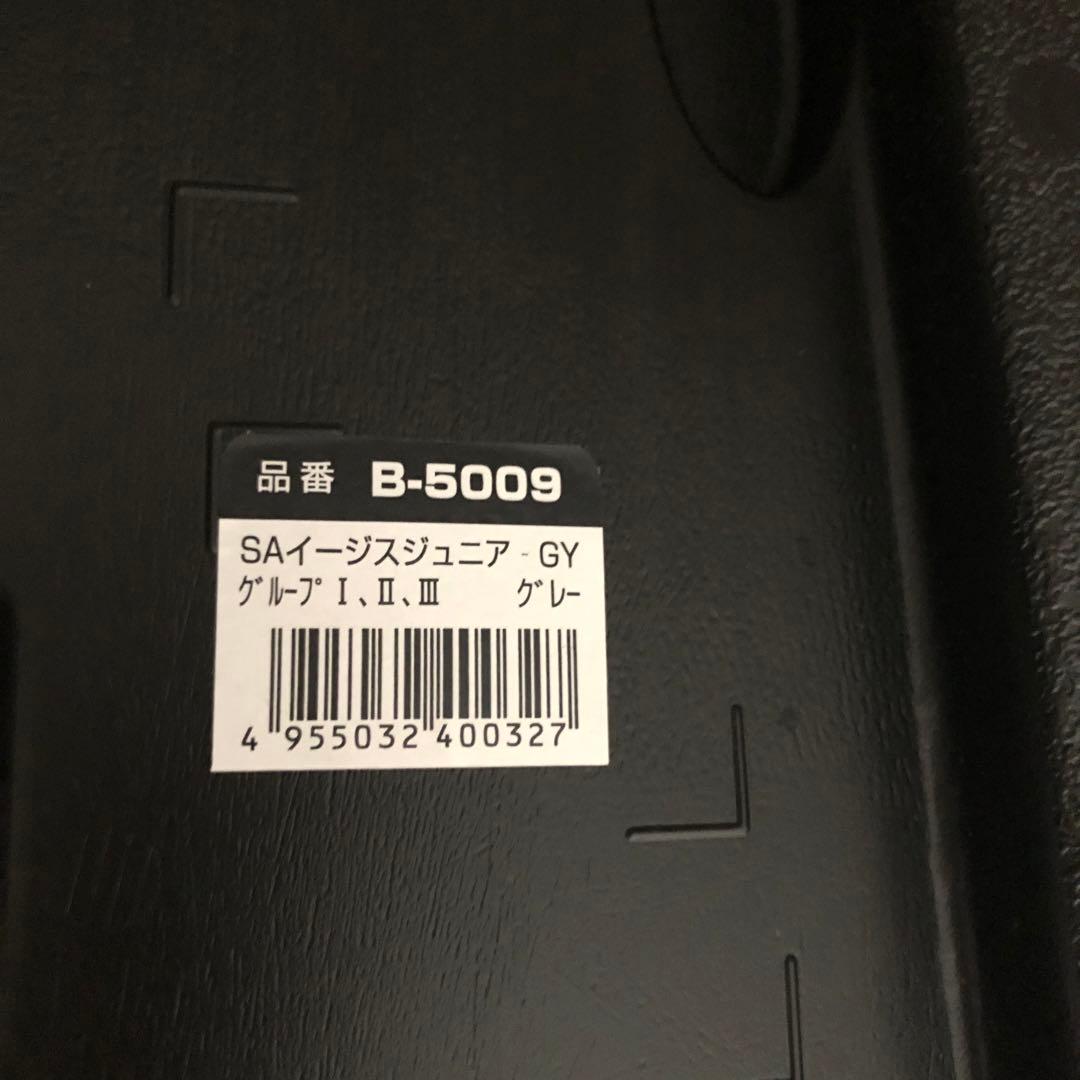 品番 B-5009
SAイージスジュニア - GY
ｸﾞﾙｰﾌﾟ Ⅰ、Ⅱ、Ⅲ ｸﾞﾚｰ
4 955032 400327